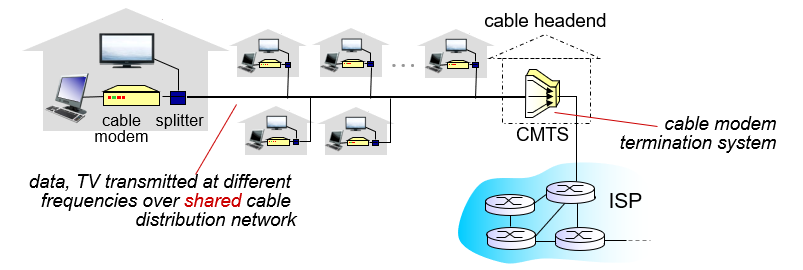 cable headend
cable
modem
splitter
CMTS
cable modem
termination system
data, TV transmitted at different
frequencies over shared cable
distribution network
ISP